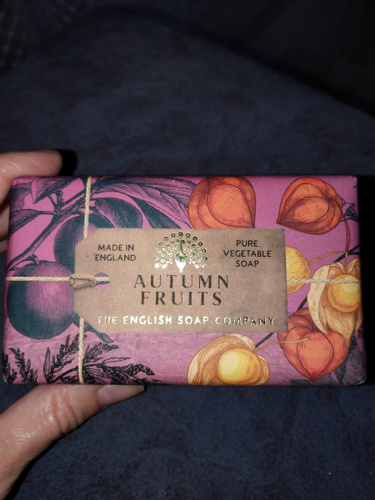 MADE IN
ENGLAND
PURE
VEGETABLE
SOAP
AUTUMN
FRUITS
THE ENGLISH SOAP COMPANY